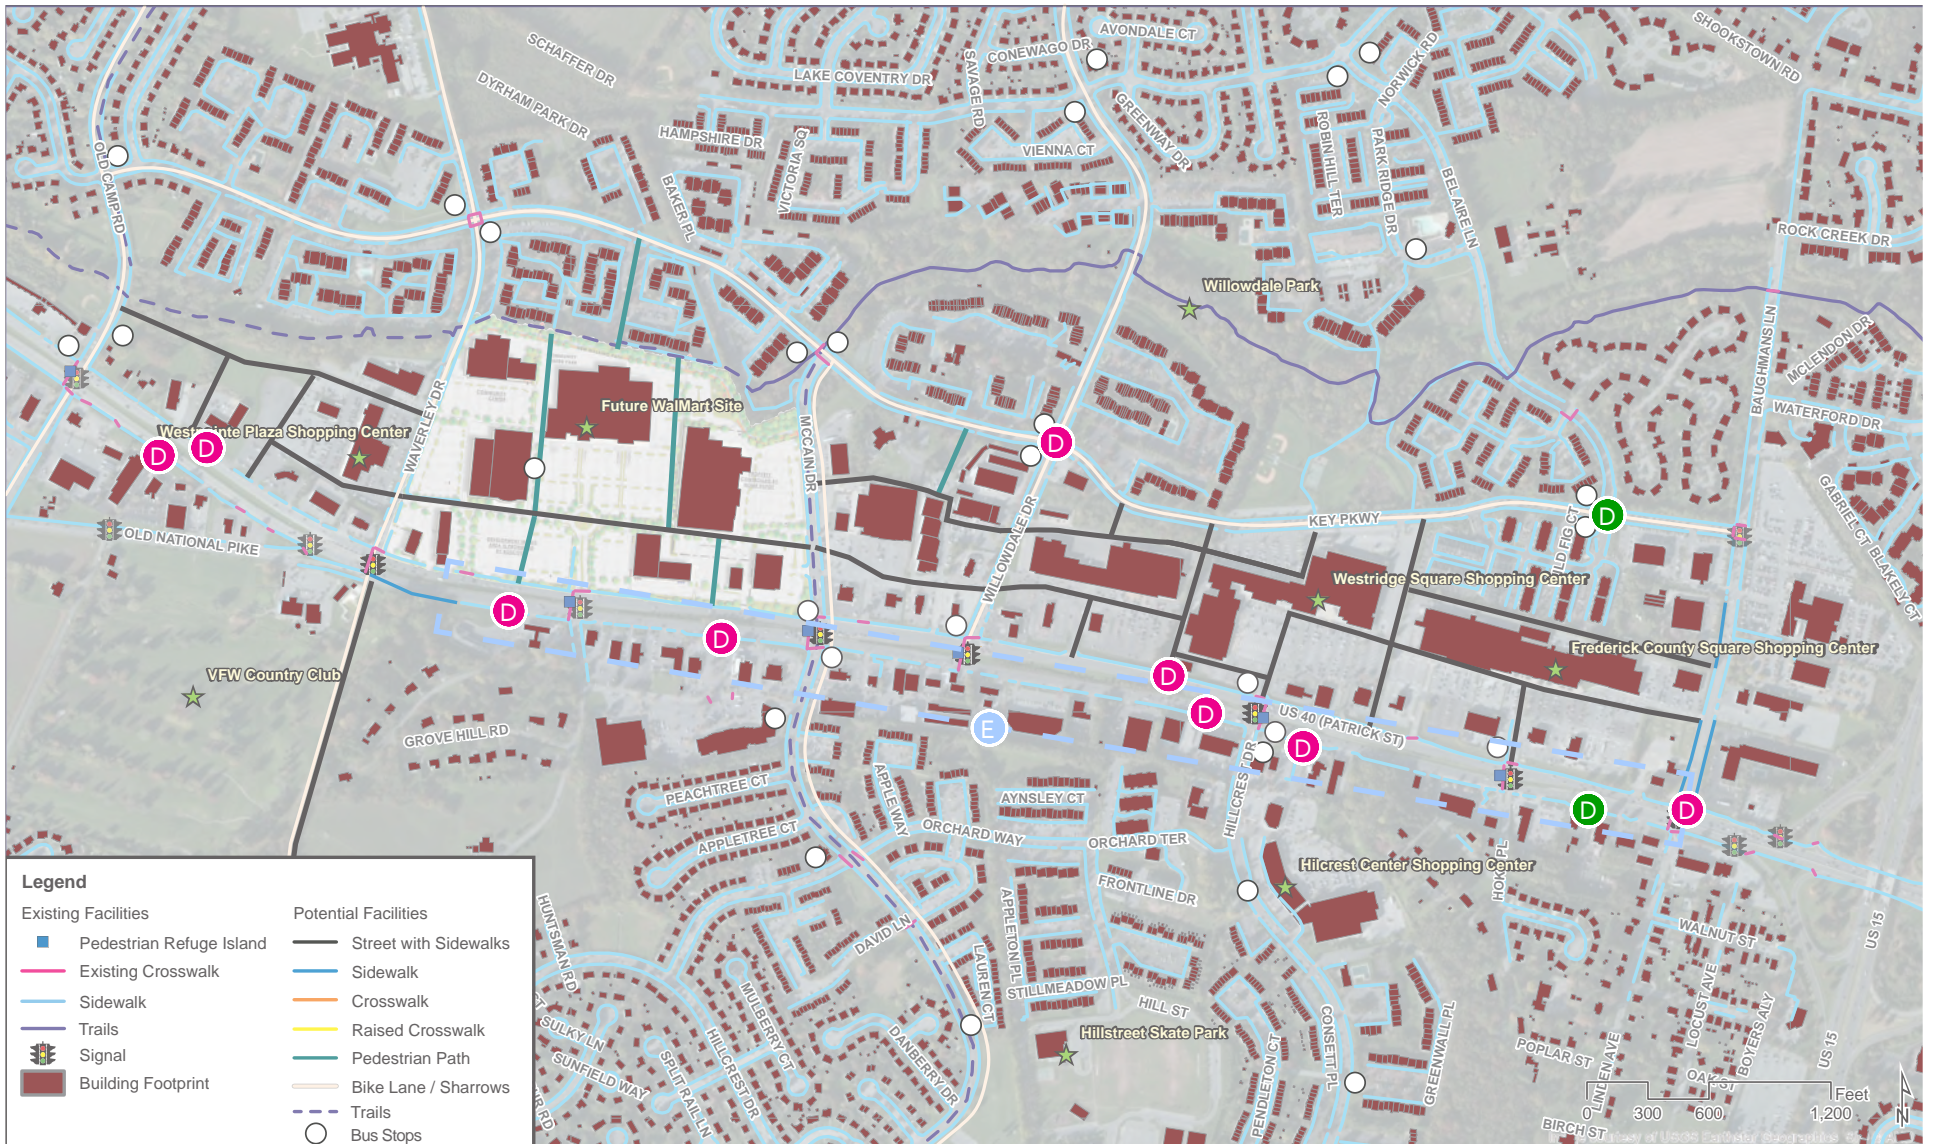 SCHAFFER DR
DYRHAM PARK DR
CONEWAGO DR
AVONDALE CT
LAKE COVENTRY DR
SAVAGE RD
NORWICK RD
SHOOKSTOWN RD
HAMPSHIRE DR
VICTORIA SQ
BAKER PL
VIENNA CT
GREENWAY DR
ROBIN HILL TER
PARK RIDGE DR
BEL AIRE LN
ROCK CREEK DR
OLD CAMP RD
Willowdale Park
BAUGHMANS LN
MCLENDON DR
WATERFORD DR
GABRIEL CT
BLAKELY CT
WAVERLEY DR
Future WalMart Site
Westpointe Plaza Shopping Center
MCCAIN DR
D
D
D
D
KEY PKWY
WILLOWDALE DR
OLD NATIONAL PIKE
Westridge Square Shopping Center
Frederick County Square Shopping Center
VFW Country Club
D
D
D
D
D
E
US 40 (PATRICK ST)
HILLCREST DR
GROVE HILL RD
PEACHTREE CT
APPLETREE CT
APPLE WAY
AYNSLEY CT
ORCHARD WAY
ORCHARD TER
FRONTLINE DR
D
D
Hilcrest Center Shopping Center
US 15
WALNUT ST
LOCUST AVE
BOYERS ALY
US 15
LINDEN AVE
POPLAR ST
BIRCH ST
HUNTSMAN RD
DAVID LN
LAUREN CT
APPLETON PL
STILLMEADOW PL
HILL ST
Hillstreet Skate Park
MULBERRY CT
HILLCREST DR
DANBERRY DR
SULKY LN
SUNFIELD WAY
SPLIT RAIL LN
PENDLETON CT
CONSETT PL
GREENWALL PL
Legend
Existing Facilities
Pedestrian Refuge Island
Existing Crosswalk
Sidewalk
Trails
Signal
Building Footprint
Potential Facilities
Street with Sidewalks
Sidewalk
Crosswalk
Raised Crosswalk
Pedestrian Path
Bike Lane / Sharrows
Trails
Bus Stops
0 300 600 1,200
Feet
N